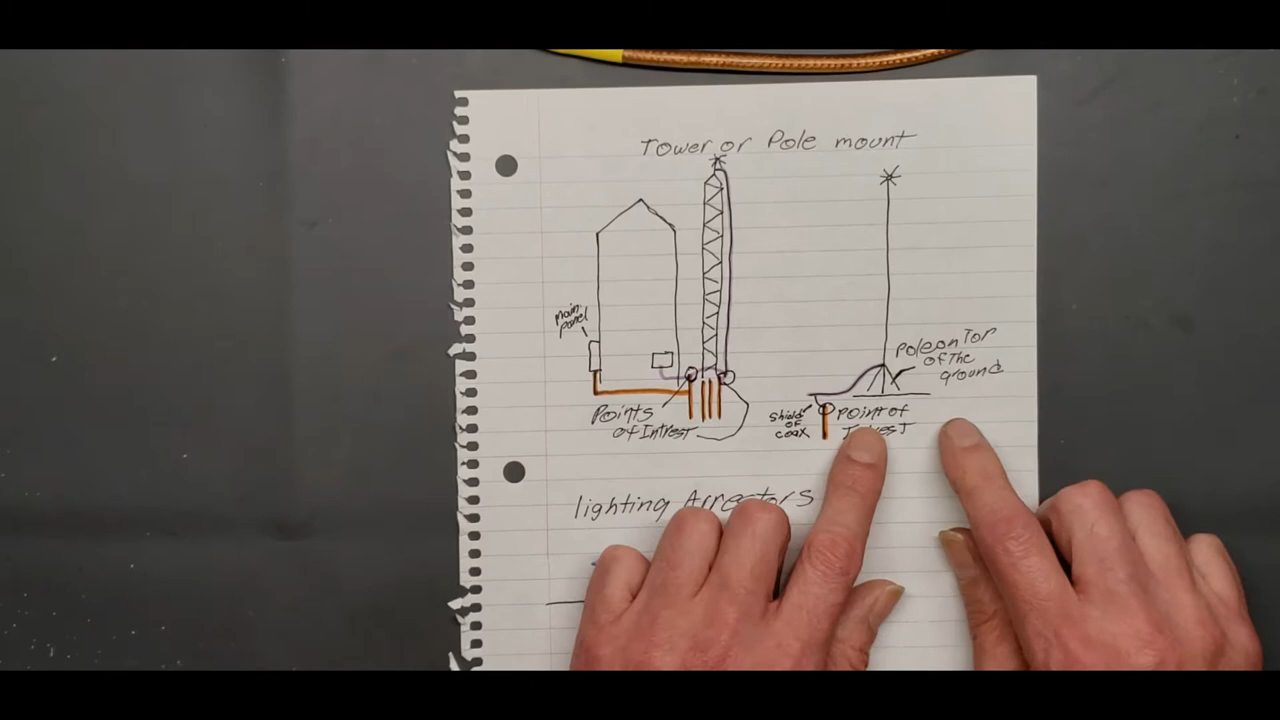 Tower or Pole mount
main
panel
Pole on Top
of The
ground
Points
of Intrest
Shield
of
coax
Point of
lighting Arrectors